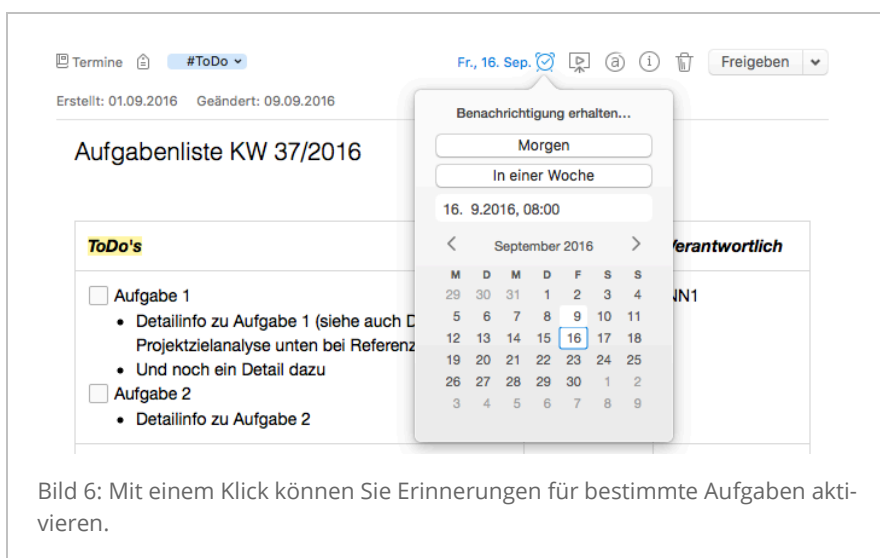 Termine #ToDo Fr., 16. Sep. Freigeben
Erstellt: 01.09.2016 Geändert: 09.09.2016
Benachrichtigung erhalten...
Morgen
In einer Woche
16. 9.2016, 08:00
September 2016
M D M D F S S
29 30 31 1 2 3 4
5 6 7 8 9 10 11
12 13 14 15 16 17 18
19 20 21 22 23 24 25
26 27 28 29 30 1 2
3 4 5 6 7 8 9
Aufgabenliste KW 37/2016
ToDo's
Aufgabe 1
• Detailinfo zu Aufgabe 1 (siehe auch
Projektzielanalyse unten bei
• Und noch ein Detail dazu
Aufgabe 2
• Detailinfo zu Aufgabe 2
erantwortlich
NN1
Bild 6: Mit einem Klick können Sie Erinnerungen für bestimmte Aufgaben akti-
vieren.